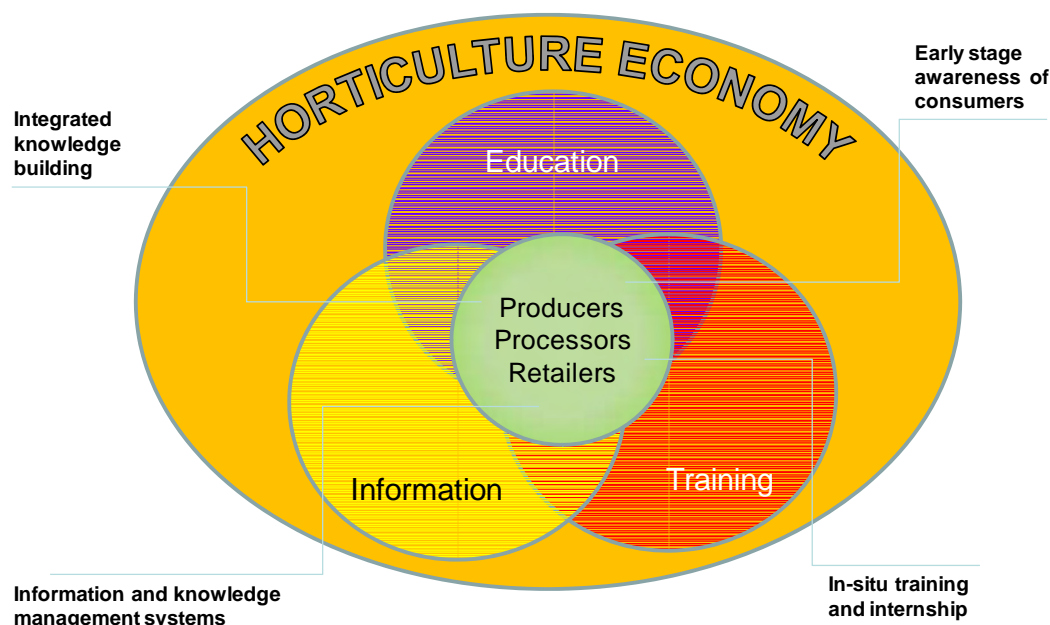 HORTICULTURE ECONOMY
Early stage
awareness of
consumers
Integrated
knowledge
building
Education
Producers
Processors
Retailers
Information
Training
Information and knowledge
management systems
In-situ training
and internship